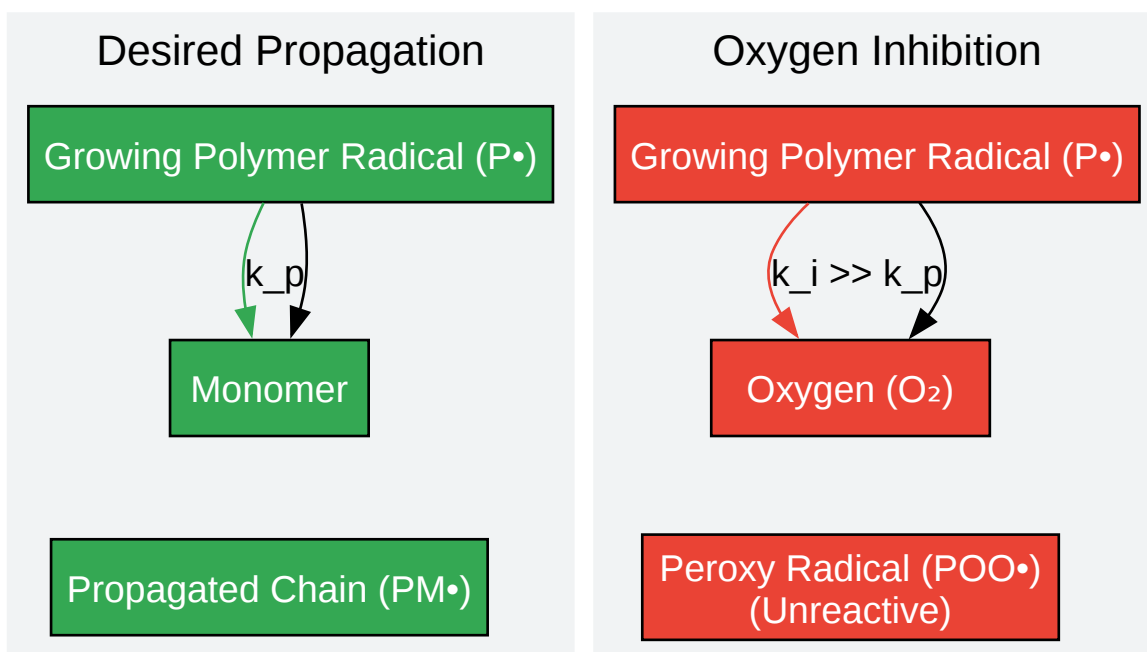 Desired Propagation
Growing Polymer Radical (P•)
k_p
Monomer
Propagated Chain (PM•)
Oxygen Inhibition
Growing Polymer Radical (P•)
k_i >> k_p
Oxygen (O₂)
Peroxy Radical (POO•)
(Unreactive)